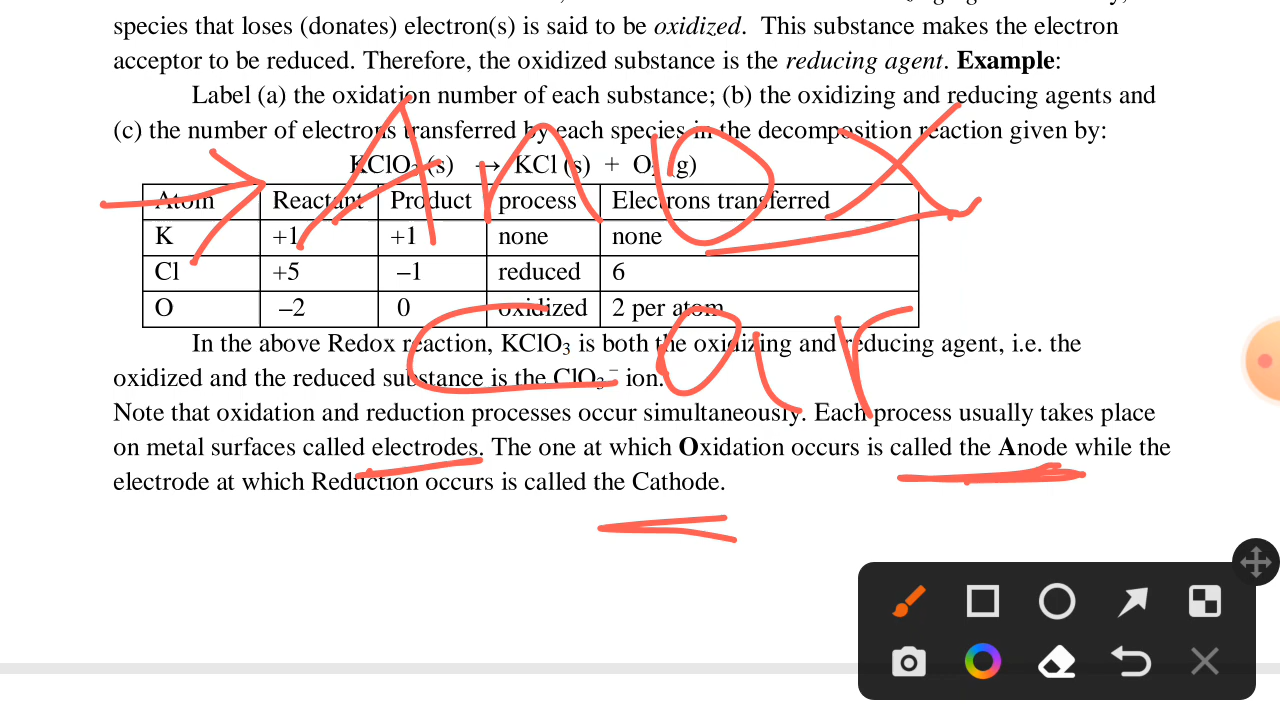 species that loses (donates) electron(s) is said to be oxidized. This substance makes the electron
acceptor to be reduced. Therefore, the oxidized substance is the reducing agent. Example:
Label (a) the oxidation number of each substance; (b) the oxidizing and reducing agents and
(c) the number of electrons transferred by each species in the decomposition reaction given by:
KClO₃ (s) → KCl (s) + O₂ (g)
Atom Reactant Product process Electrons transferred
K +1 +1 none none
Cl +5 –1 reduced 6
O –2 0 oxidized 2 per atom
In the above Redox reaction, KClO₃ is both the oxidizing and reducing agent, i.e. the
oxidized and the reduced substance is the ClO₃⁻ ion.
Note that oxidation and reduction processes occur simultaneously. Each process usually takes place
on metal surfaces called electrodes. The one at which Oxidation occurs is called the Anode while the
electrode at which Reduction occurs is called the Cathode.
An OX